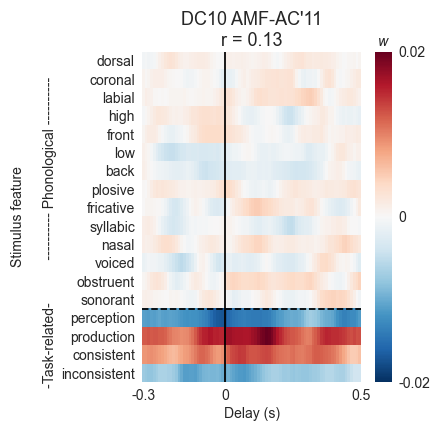 DC10 AMF-AC'11
r = 0.13
w
dorsal
coronal
labial
high
front
low
back
plosive
fricative
syllabic
nasal
voiced
obstruent
sonorant
perception
production
consistent
inconsistent
Stimulus feature
-Task-related- ----------- Phonological -----------
0.02
0
-0.02
-0.3 0 0.5
Delay (s)